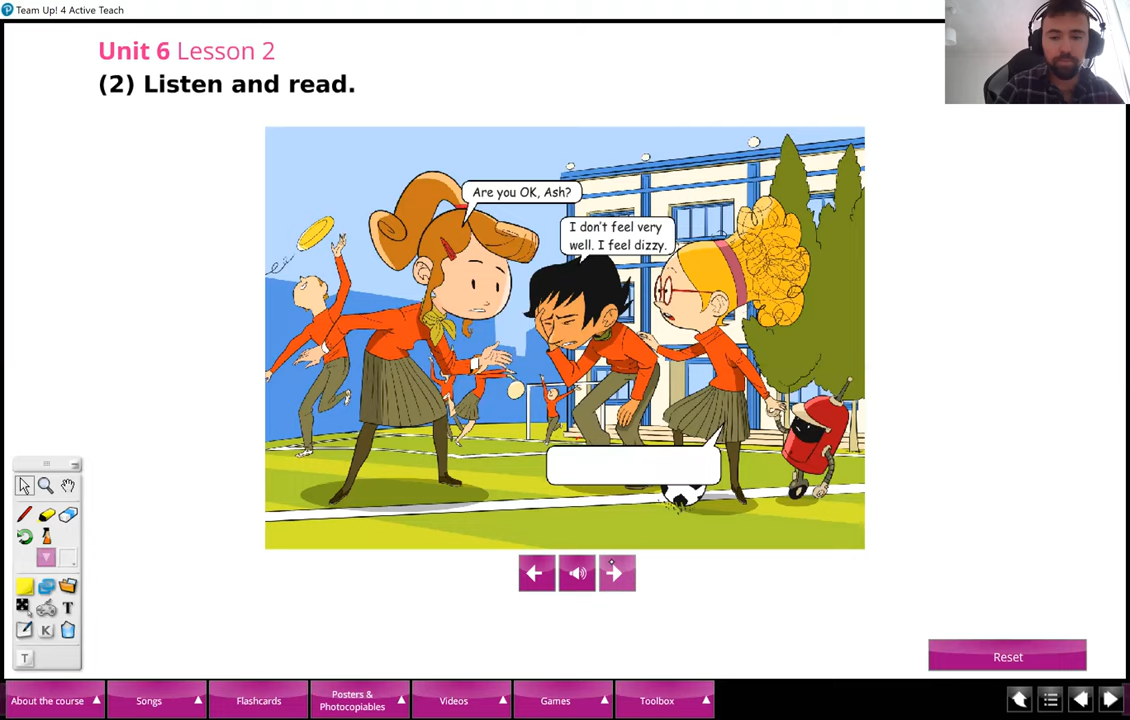 Team Up! 4 Active Teach
Unit 6 Lesson 2
(2) Listen and read.
Are you OK, Ash?
I don't feel very
well. I feel dizzy.
Reset
T
K
T
About the course
Songs
Flashcards
Posters &
Photocopiables
Videos
Games
Toolbox